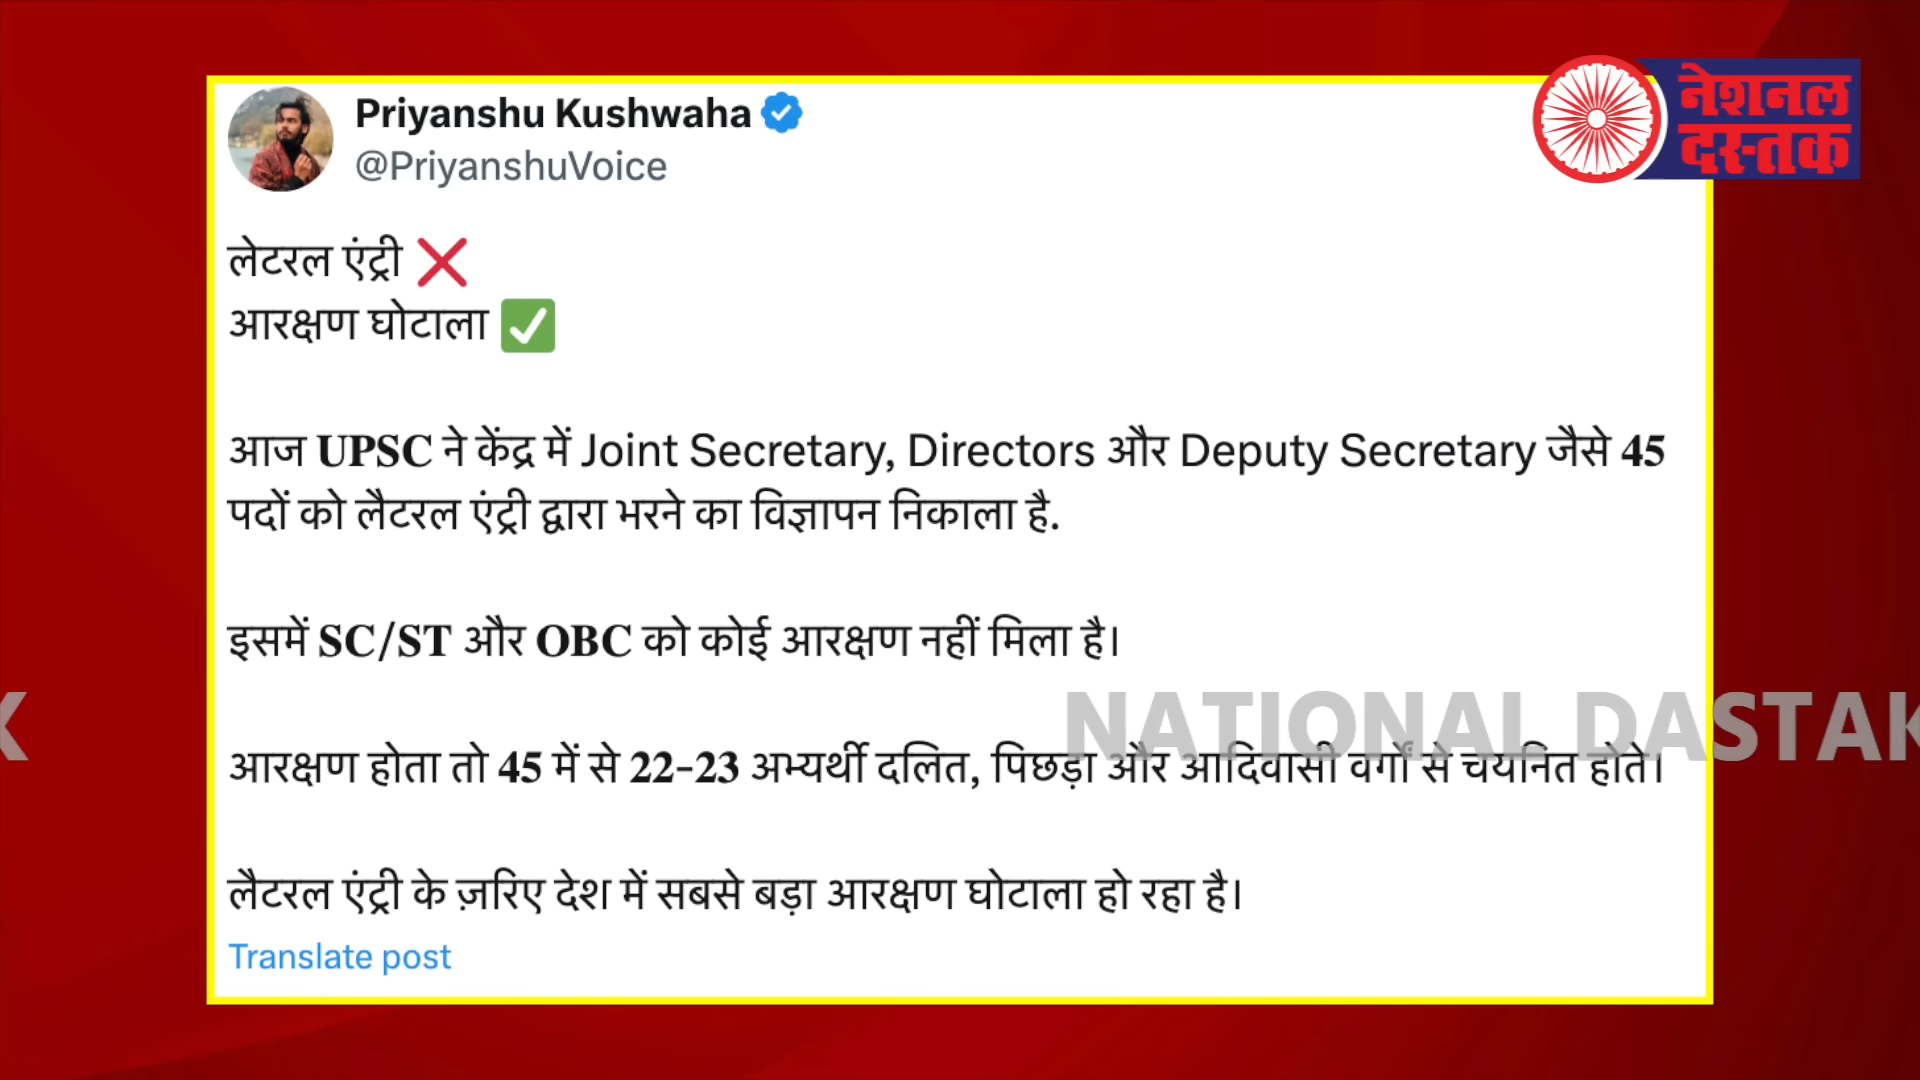 Priyanshu Kushwaha
@PriyanshuVoice
नेशनल
दस्तक
लेटरल एंट्री ❌
आरक्षण घोटाला ✅
आज UPSC ने केंद्र में Joint Secretary, Directors और Deputy Secretary जैसे 45
पदों को लैटरल एंट्री द्वारा भरने का विज्ञापन निकाला है.
इसमें SC/ST और OBC को कोई आरक्षण नहीं मिला है।
K
NATIONAL DASTAK
आरक्षण होता तो 45 में से 22-23 अभ्यर्थी दलित, पिछड़ा और आदिवासी वर्गों से चयनित होते।
लैटरल एंट्री के ज़रिए देश में सबसे बड़ा आरक्षण घोटाला हो रहा है।
Translate post